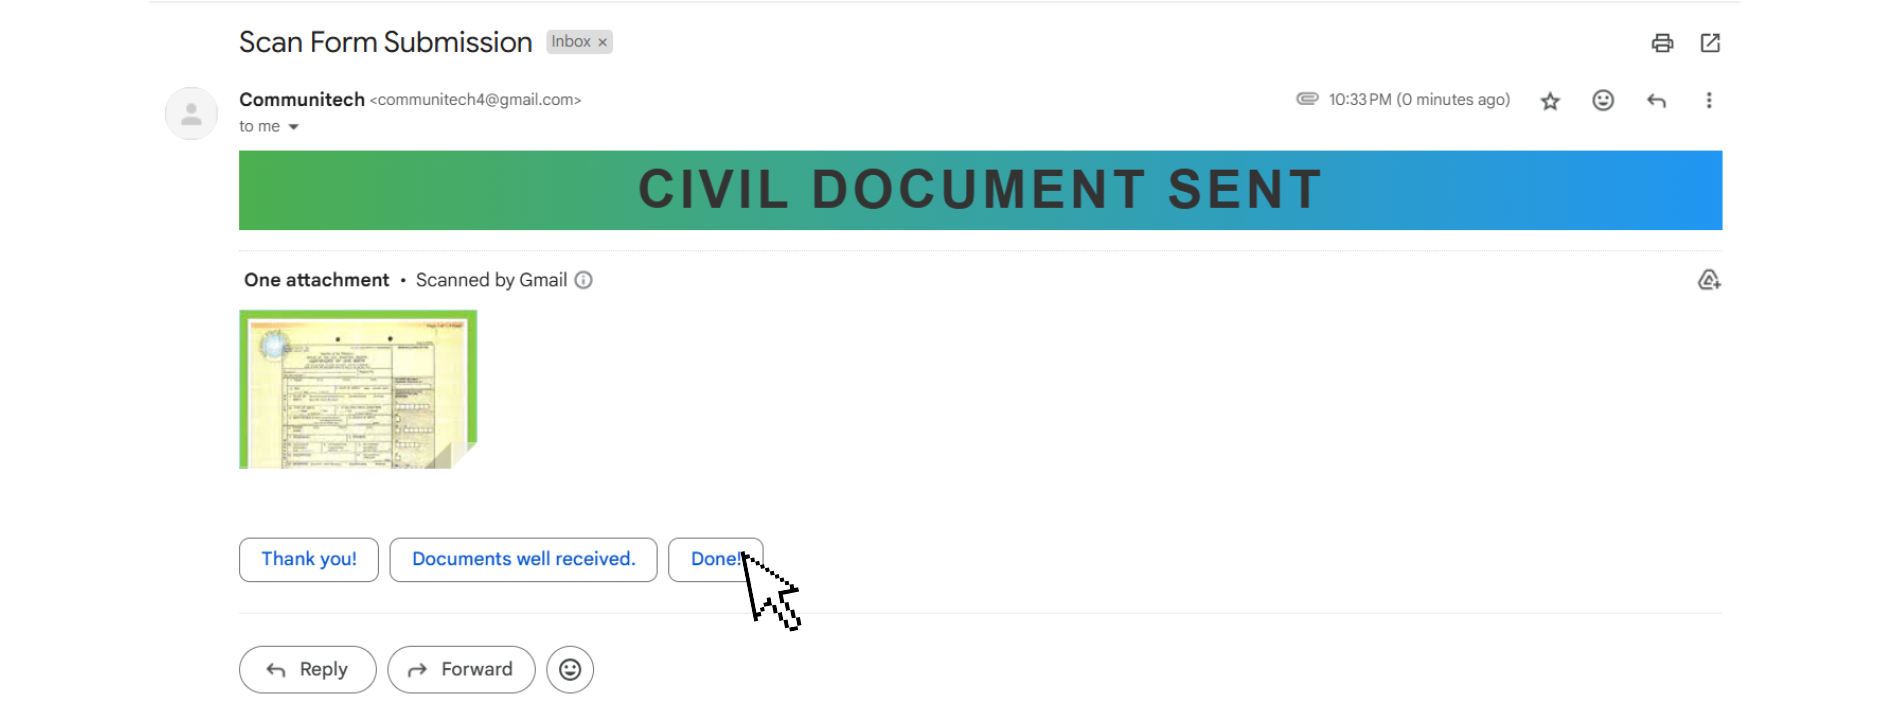 Scan Form Submission Inbox ×
Communitech <communitech4@gmail.com> 10:33 PM (0 minutes ago)
to me
CIVIL DOCUMENT SENT
One attachment • Scanned by Gmail
Thank you! Documents well received. Done!
Reply Forward